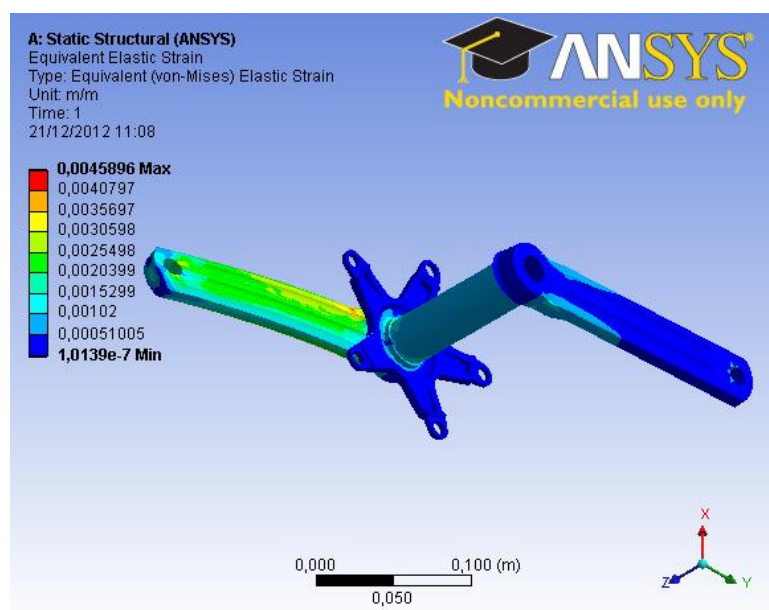 A: Static Structural (ANSYS)
Equivalent Elastic Strain
Type: Equivalent (von-Mises) Elastic Strain
Unit: m/m
Time: 1
21/12/2012 11:08
ANSYS®
Noncommercial use only
0,0045896 Max
0,0040797
0,0035697
0,0030598
0,0025498
0,0020399
0,0015299
0,00102
0,00051005
1,0139e-7 Min
0,000
0,100 (m)
0,050
X
Z
Y